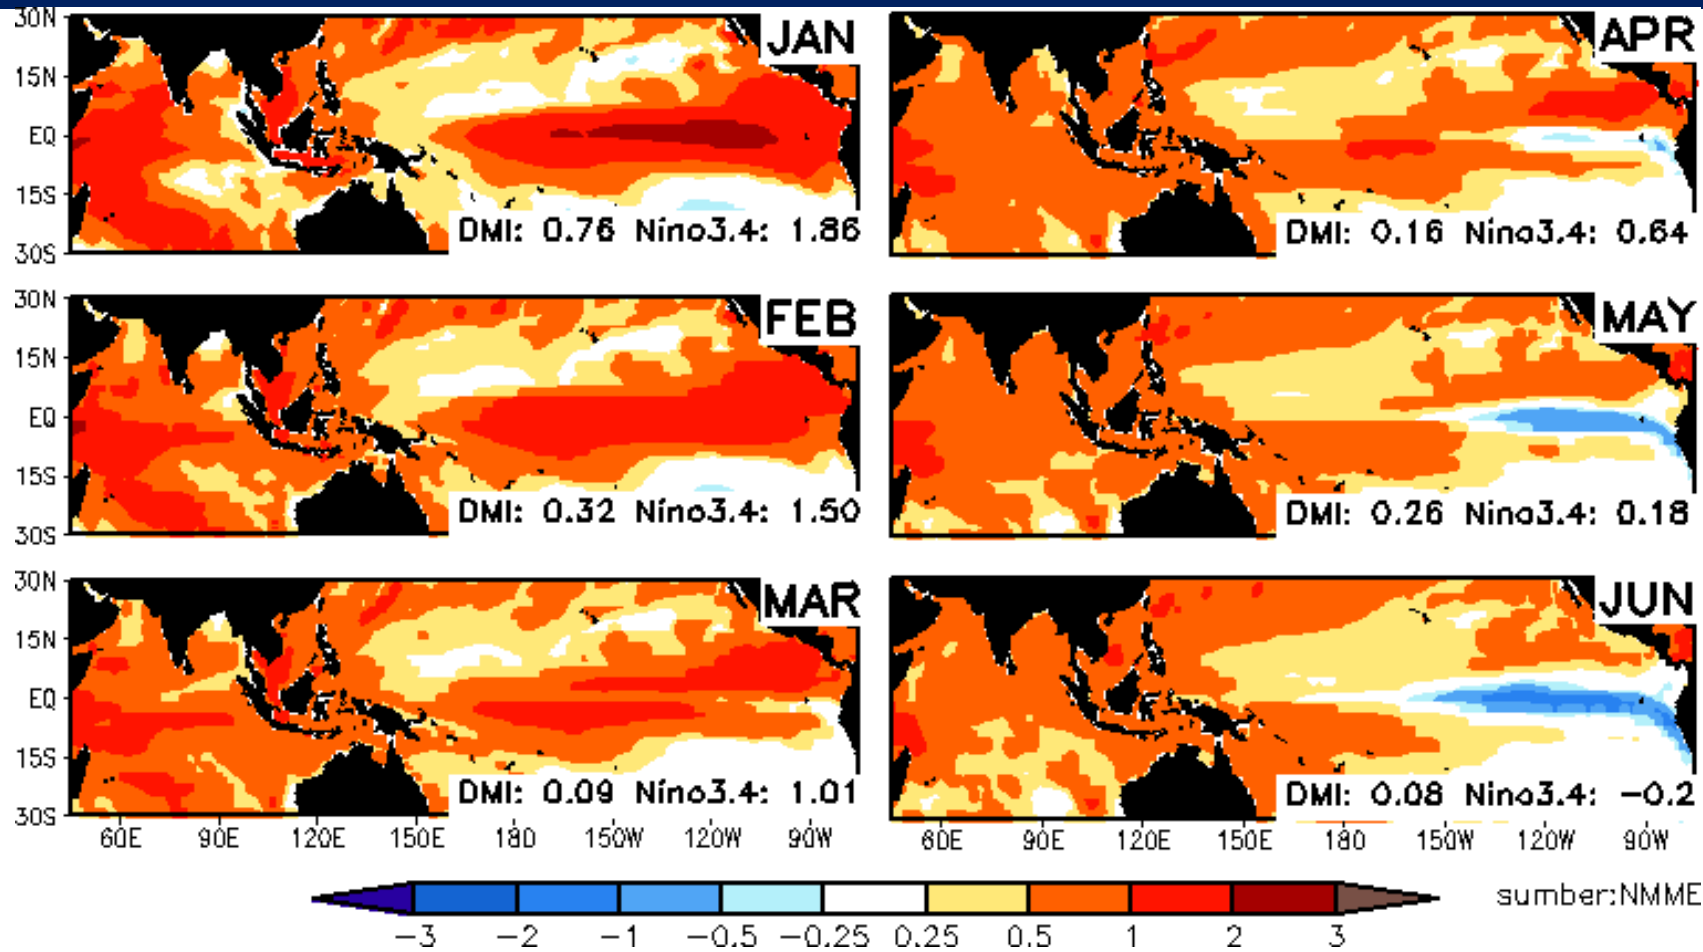 30N
15N
EQ
15S
30S
JAN
DMI: 0.76 Nino3.4: 1.86
APR
DMI: 0.16 Nino3.4: 0.64
30N
15N
EQ
15S
30S
FEB
DMI: 0.32 Nino3.4: 1.50
MAY
DMI: 0.26 Nino3.4: 0.18
30N
15N
EQ
15S
30S
MAR
DMI: 0.09 Nino3.4: 1.01
JUN
DMI: 0.08 Nino3.4: −0.2
60E 90E 120E 150E 180 150W 120W 90W
60E 90E 120E 150E 180 150W 120W 90W
sumber:NMME
−3 −2 −1 −0.5 −0.25 0.25 0.5 1 2 3